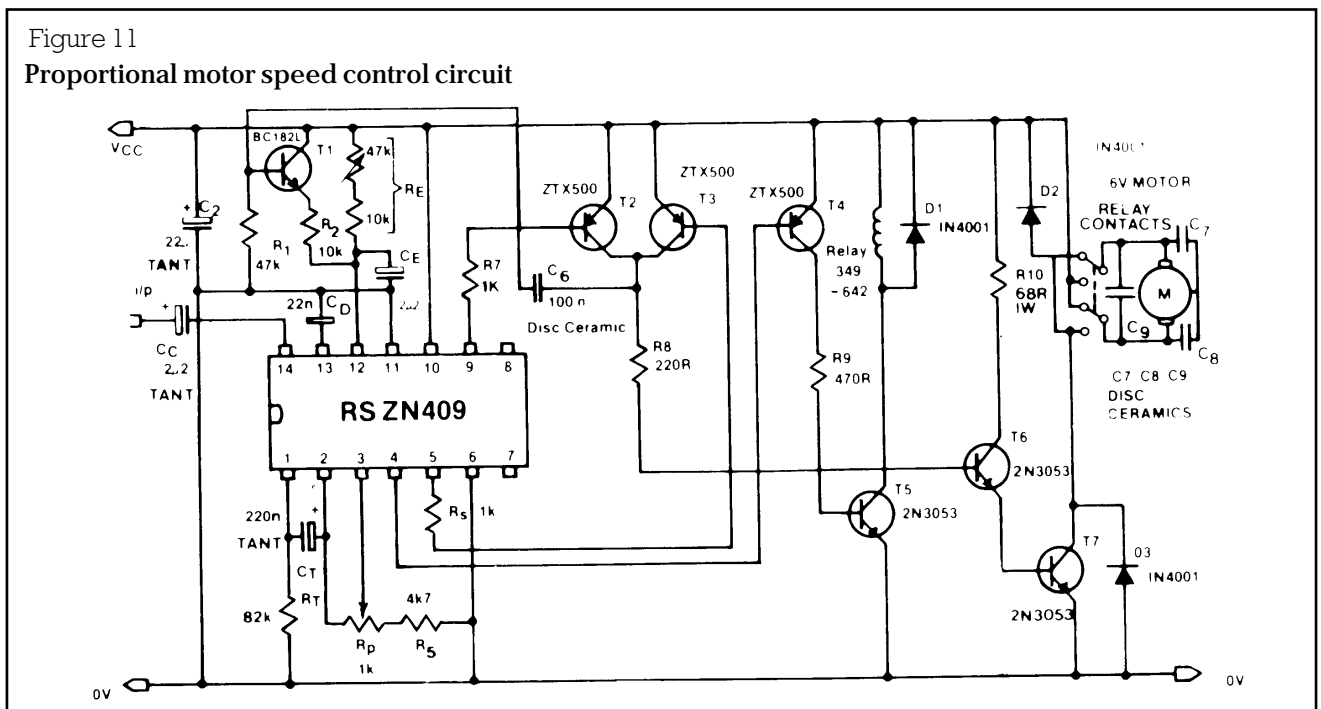 Figure 11
Proportional motor speed control circuit
VCC
BC182L
T1
47k
RE
10k
+ C2
22µ
TANT
R1
47k
R2
10k
CE
2µ2
i/p
+
CC
2,,2
TANT
22n
CD
R7
1K
C6
100 n
Disc Ceramic
ZTX500
T2
ZTX500
T3
ZTX500
T4
R8
220R
R9
470R
Relay
349
-642
D1
IN4001
IN4001
D2
6V MOTOR
RELAY
CONTACTS
C7
R10
68R
IW
M
C9
C8
C7 C8 C9
DISC
CERAMICS
14 13 12 11 10 9 8
RS ZN409
1 2 3 4 5 6 7
220n
TANT
+
CT
RT
82k
Rp
1k
4k7
R5
Rs
1k
T5
2N3053
T6
2N3053
T7
2N3053
D3
IN4001
0V
0V